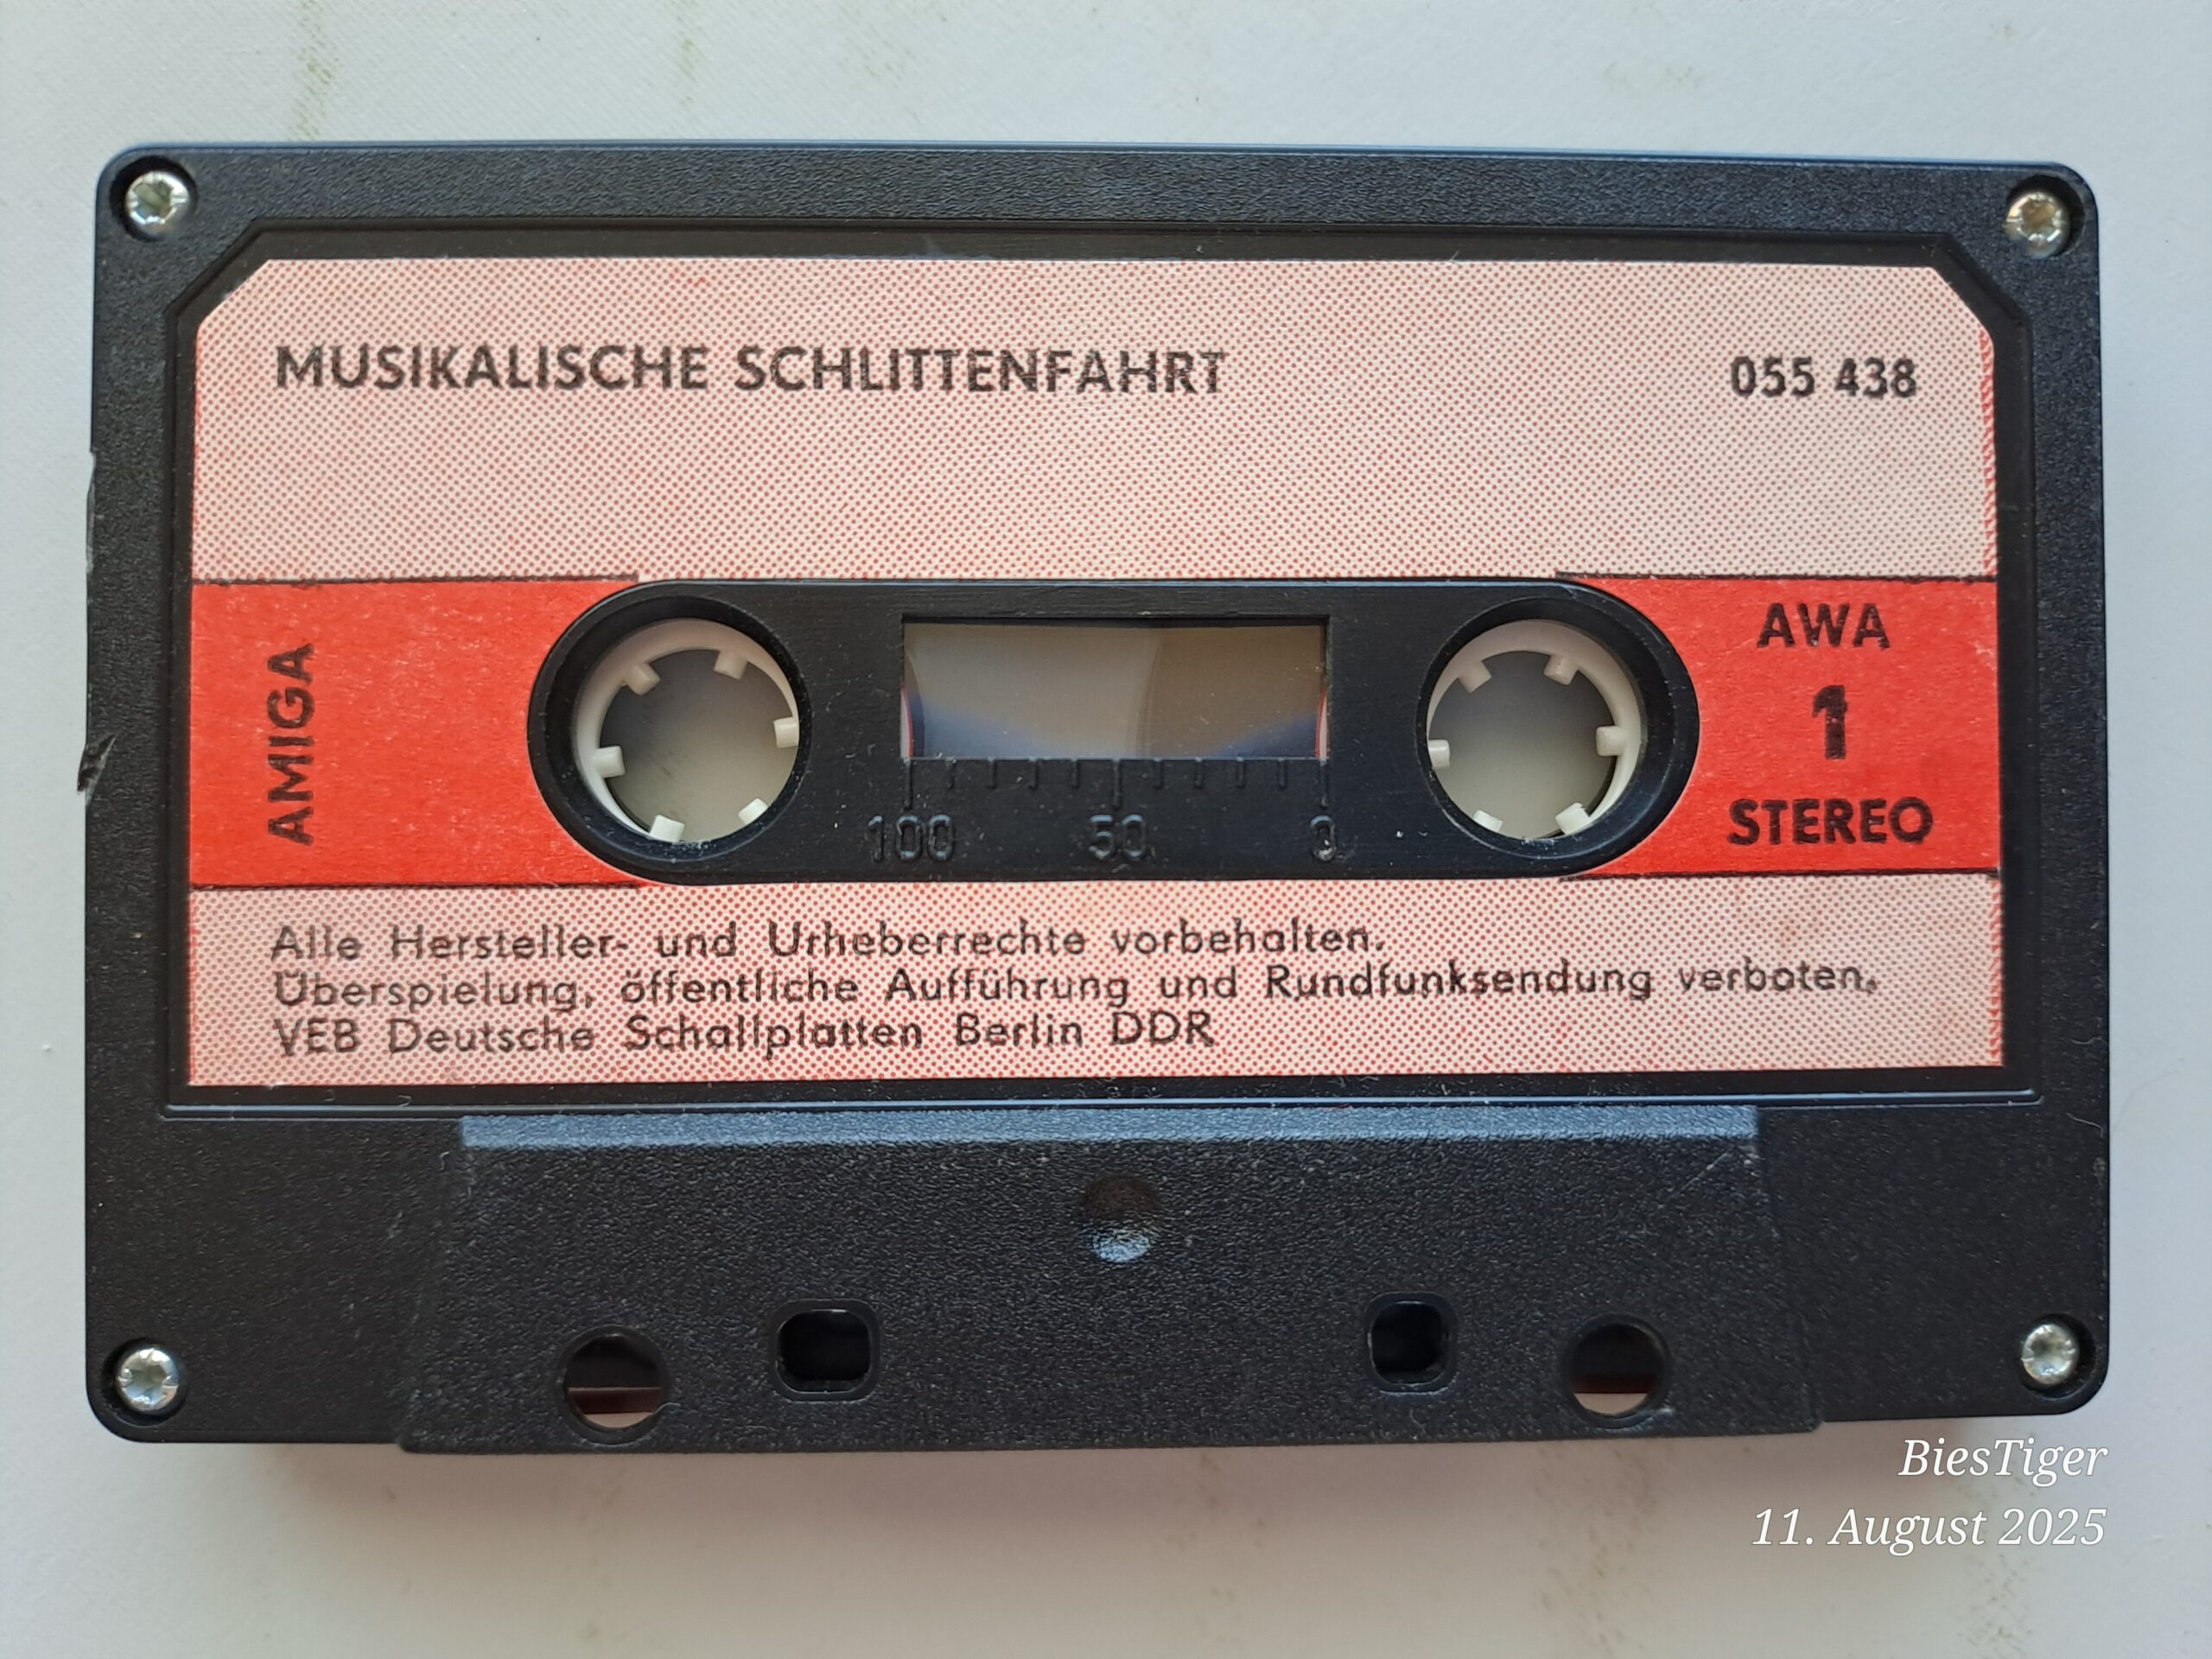 MUSIKALISCHE SCHLITTENFAHRT
055 438
AMIGA
AWA
1
STEREO
100 50 0
Alle Hersteller- und Urheberrechte vorbehalten.
Überspielung, öffentliche Aufführung und Rundfunksendung verboten.
VEB Deutsche Schallplatten Berlin DDR
BiesTiger
11. August 2025